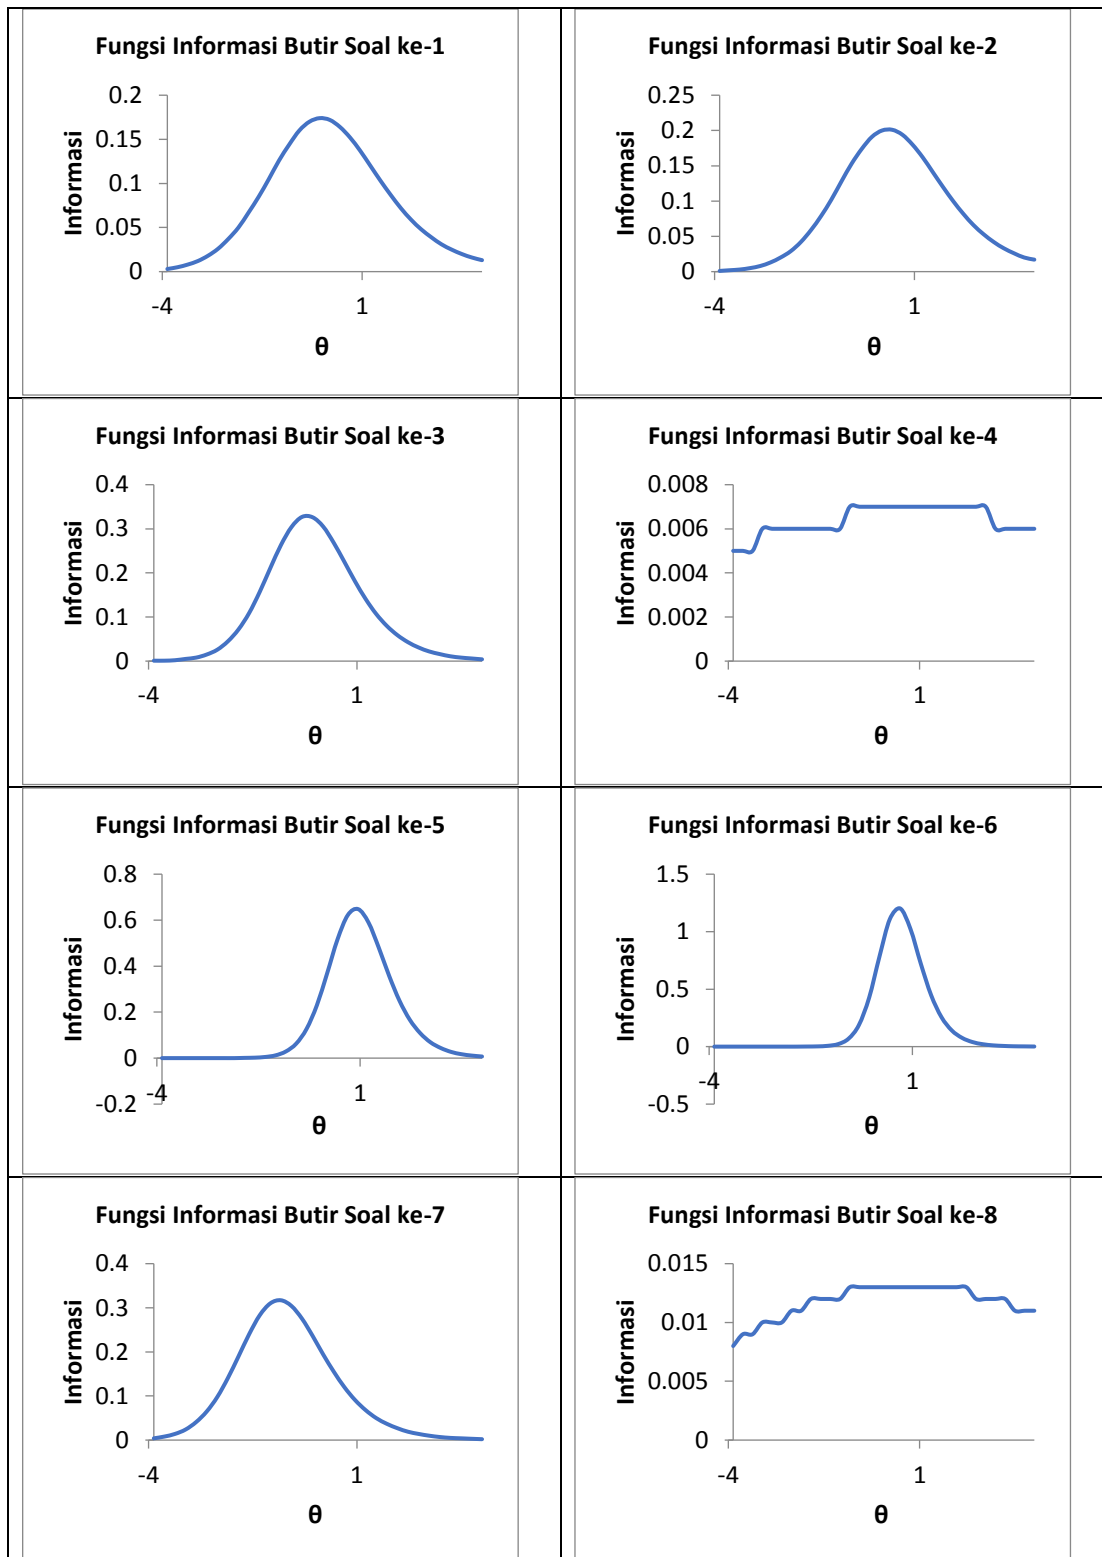 Fungsi Informasi Butir Soal ke-1
0.2
0.15
0.1
0.05
0
Informasi
-4 1
θ
Fungsi Informasi Butir Soal ke-2
0.25
0.2
0.15
0.1
0.05
0
Informasi
-4 1
θ
Fungsi Informasi Butir Soal ke-3
0.4
0.3
0.2
0.1
0
Informasi
-4 1
θ
Fungsi Informasi Butir Soal ke-4
0.008
0.006
0.004
0.002
0
Informasi
-4 1
θ
Fungsi Informasi Butir Soal ke-5
0.8
0.6
0.4
0.2
0
-0.2
Informasi
-4 1
θ
Fungsi Informasi Butir Soal ke-6
1.5
1
0.5
0
-0.5
Informasi
-4 1
θ
Fungsi Informasi Butir Soal ke-7
0.4
0.3
0.2
0.1
0
Informasi
-4 1
θ
Fungsi Informasi Butir Soal ke-8
0.015
0.01
0.005
0
Informasi
-4 1
θ